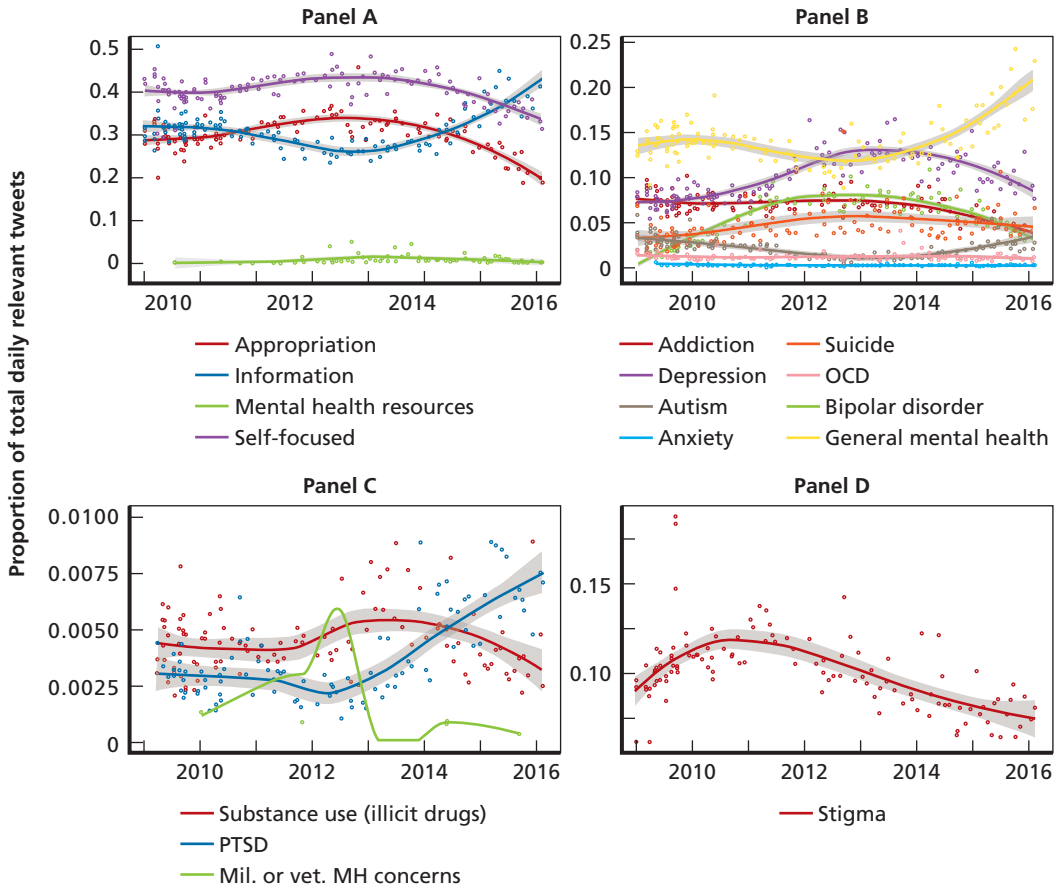 Proportion of total daily relevant tweets
Panel A
0.5
0.4
0.3
0.2
0.1
0
2010 2012 2014 2016
Appropriation
Information
Mental health resources
Self-focused
Panel B
0.25
0.20
0.15
0.10
0.05
0
2010 2012 2014 2016
Addiction Suicide
Depression OCD
Autism Bipolar disorder
Anxiety General mental health
Panel C
0.0100
0.0075
0.0050
0.0025
0
2010 2012 2014 2016
Substance use (illicit drugs)
PTSD
Mil. or vet. MH concerns
Panel D
0.15
0.10
2010 2012 2014 2016
Stigma